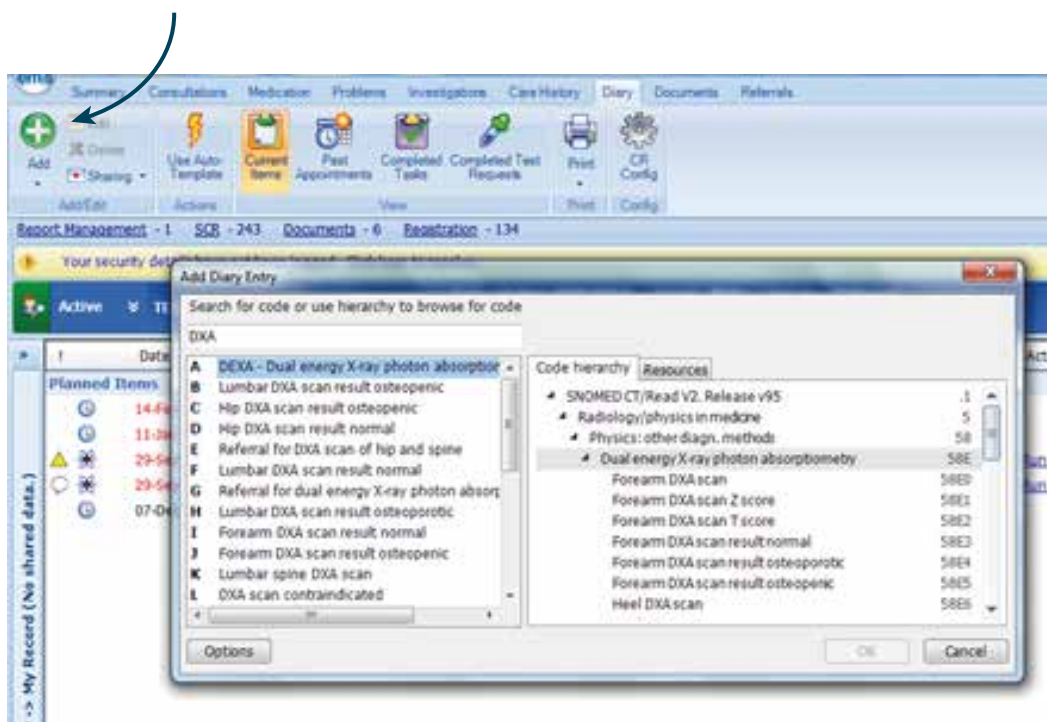 emis
Summary Consultations Medication Problems Investigations Care History Diary Documents Referrals
Add
Edit
Delete
Sharing
Use Auto-Template
Current Items
Past Appointments
Completed Tasks
Completed Test Requests
Print
CR Config
Add/Edit Actions View Print Config
Report Management - 1 SCR - 243 Documents - 6 Registration - 134
Your security
Add Diary Entry
Active
Search for code or use hierarchy to browse for code
DXA
! Date
Planned Items
07-De
A DEXA - Dual energy X-ray photon absorptior
B Lumbar DXA scan result osteopenic
C Hip DXA scan result osteopenic
D Hip DXA scan result normal
E Referral for DXA scan of hip and spine
F Lumbar DXA scan result normal
G Referral for dual energy X-ray photon absorp
H Lumbar DXA scan result osteoporotic
I Forearm DXA scan result normal
J Forearm DXA scan result osteopenic
K Lumbar spine DXA scan
L DXA scan contraindicated
Code hierarchy Resources
SNOMED CT/Read V2. Release v95 .1
Radiology/physics in medicine 5
Physics: other diagn. methods 58
Dual energy X-ray photon absorptiometry 58E
Forearm DXA scan 58E0
Forearm DXA scan Z score 58E1
Forearm DXA scan T score 58E2
Forearm DXA scan result normal 58E3
Forearm DXA scan result osteoporotic 58E4
Forearm DXA scan result osteopenic 58E5
Heel DXA scan 58E6
Options OK Cancel
Act
-> My Record (No shared data.)